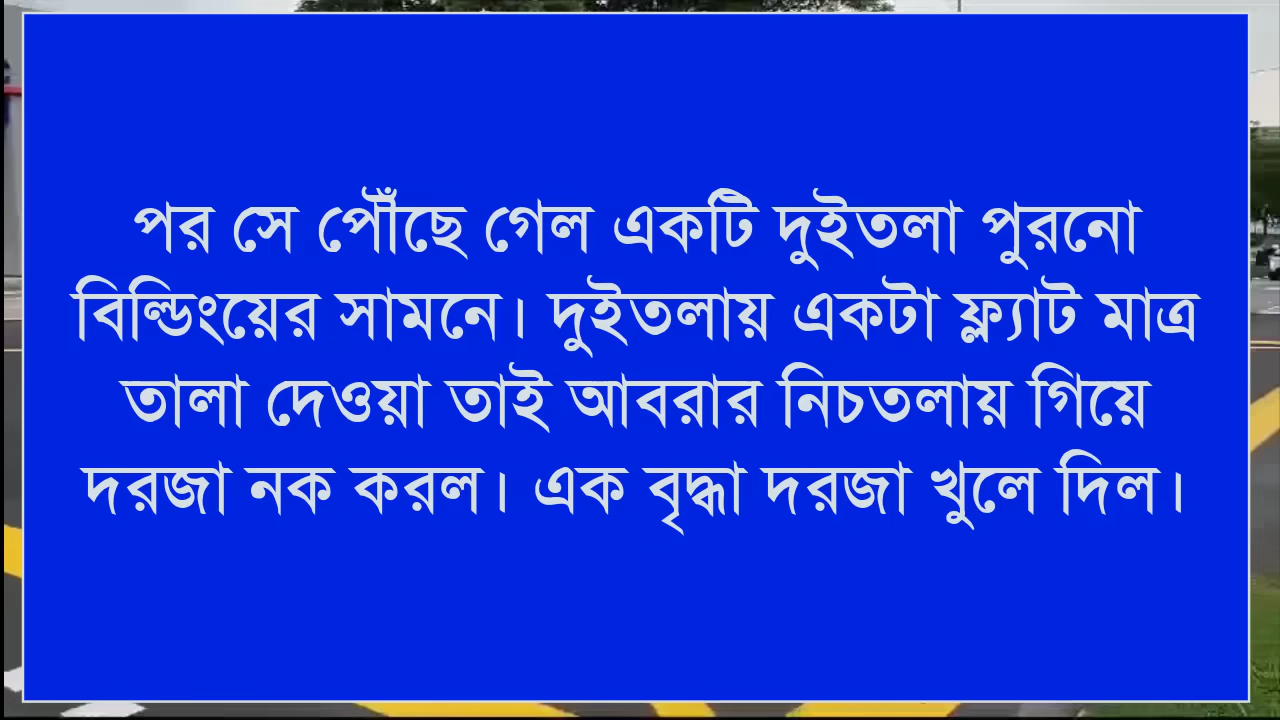 পর সে পৌঁছে গেল একটি দুইতলা পুরনো
বিল্ডিংয়ের সামনে। দুইতলায় একটা ফ্ল্যাট মাত্র
তালা দেওয়া তাই আবরার নিচতলায় গিয়ে
দরজা নক করল। এক বৃদ্ধা দরজা খুলে দিল।